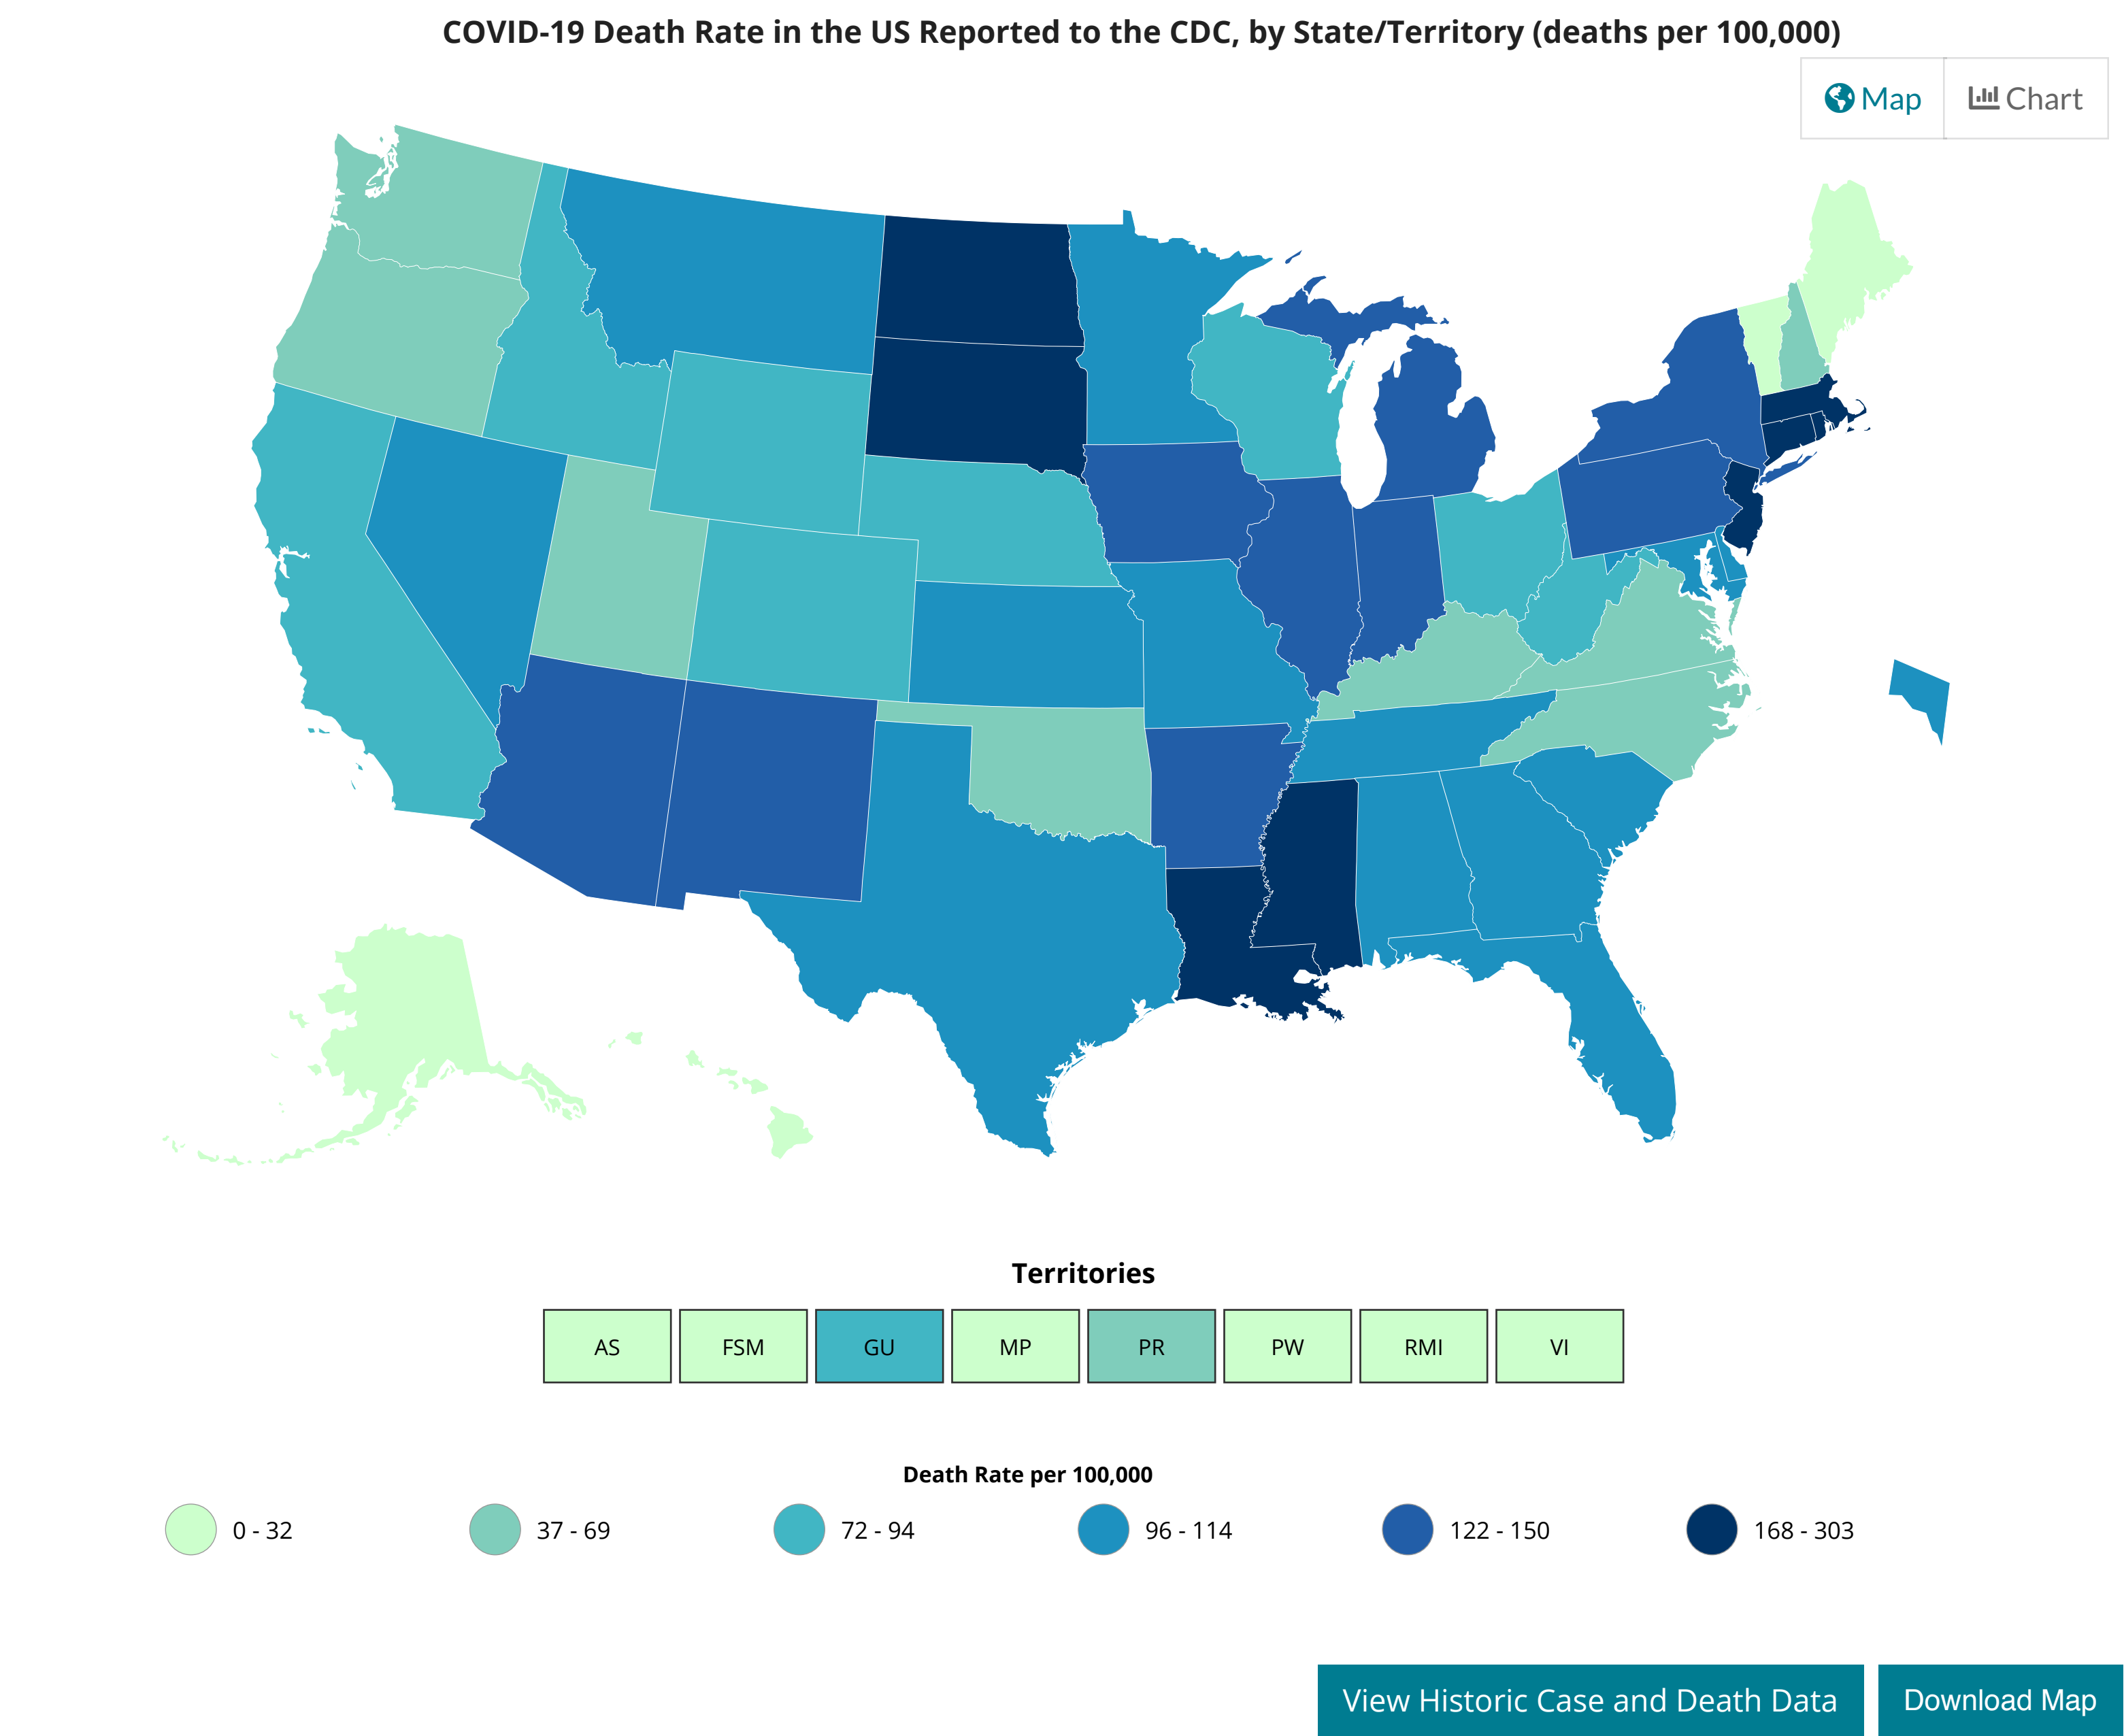 COVID-19 Death Rate in the US Reported to the CDC, by State/Territory (deaths per 100,000)
Map Chart
Territories
AS FSM GU MP PR PW RMI VI
Death Rate per 100,000
0 - 32 37 - 69 72 - 94 96 - 114 122 - 150 168 - 303
View Historic Case and Death Data Download Map